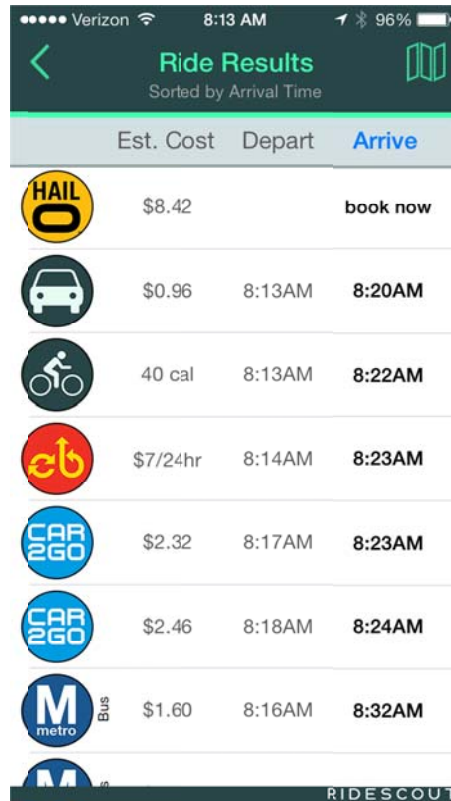 Verizon 8:13 AM 96%
Ride Results
Sorted by Arrival Time
Est. Cost Depart Arrive
HAIL
O
$8.42 book now
$0.96 8:13AM 8:20AM
40 cal 8:13AM 8:22AM
cb $7/24hr 8:14AM 8:23AM
CAR
2GO
$2.32 8:17AM 8:23AM
CAR
2GO
$2.46 8:18AM 8:24AM
M
metro
Bus
$1.60 8:16AM 8:32AM
M
RIDESCOUT